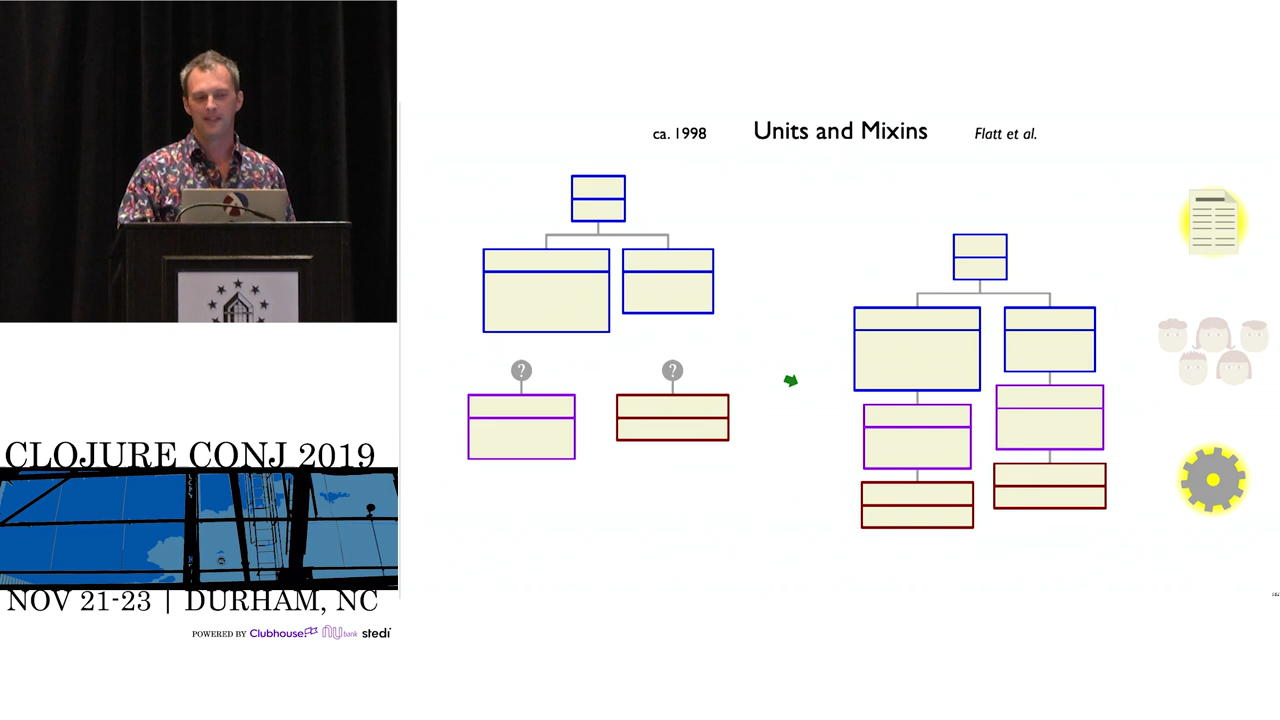 ca. 1998 Units and Mixins Flatt et al.
? ?
CLOJURE CONJ 2019
NOV 21-23 | DURHAM, NC
POWERED BY Clubhouse nu bank stedi